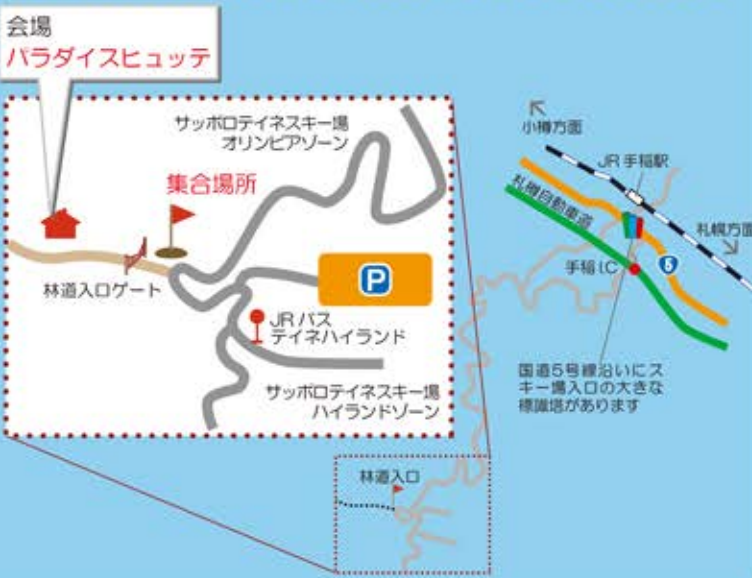 会場
パラダイスヒュッテ
サッポロテイネスキー場
オリンピアゾーン
集合場所
林道入口ゲート
P
JRバス
テイネハイランド
サッポロテイネスキー場
ハイランドゾーン
小樽方面
JR手稲駅
札樽自動車道
札幌方面
手稲I.C
5
国道5号線沿いにス
キー場入口の大きな
標識塔があります
林道入口